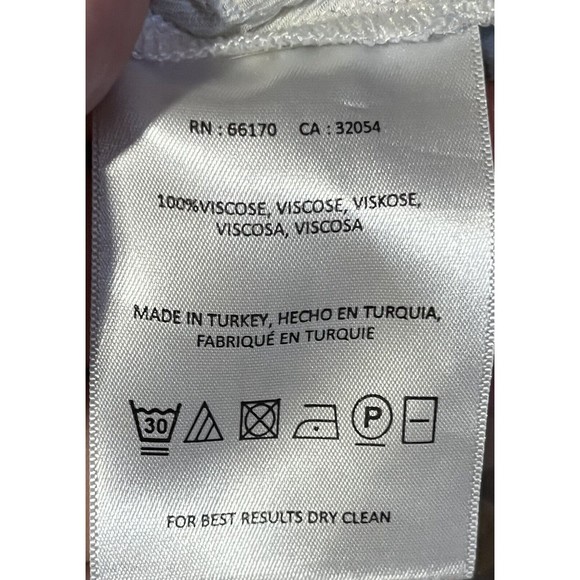 RN : 66170 CA : 32054
100%VISCOSE, VISCOSE, VISKOSE,
VISCOSA, VISCOSA
MADE IN TURKEY, HECHO EN TURQUIA,
FABRIQUÉ EN TURQUIE
30 P
FOR BEST RESULTS DRY CLEAN